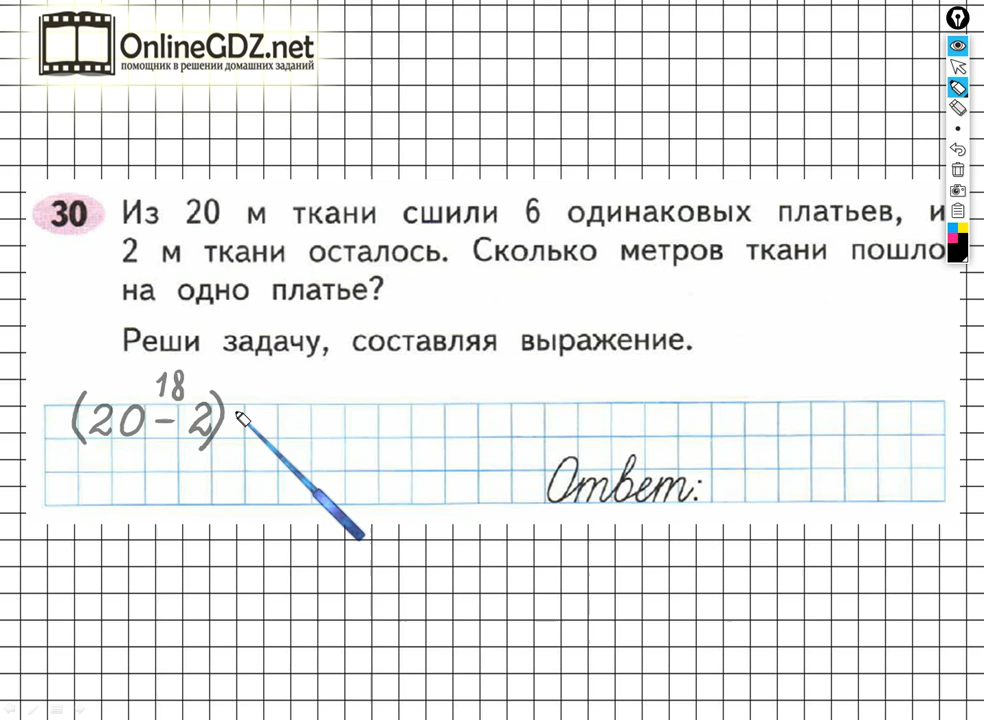 OnlineGDZ.net
помощник в решении домашних заданий
30 Из 20 м ткани сшили 6 одинаковых платьев, и
2 м ткани осталось. Сколько метров ткани пошло
на одно платье?
Реши задачу, составляя выражение.
18
(20-2)
Ответ: